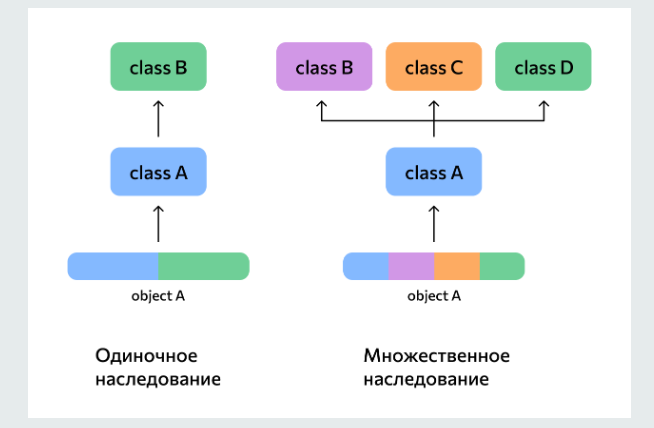 class B
class A
object A
Одиночное
наследование
class B
class C
class D
class A
object A
Множественное
наследование